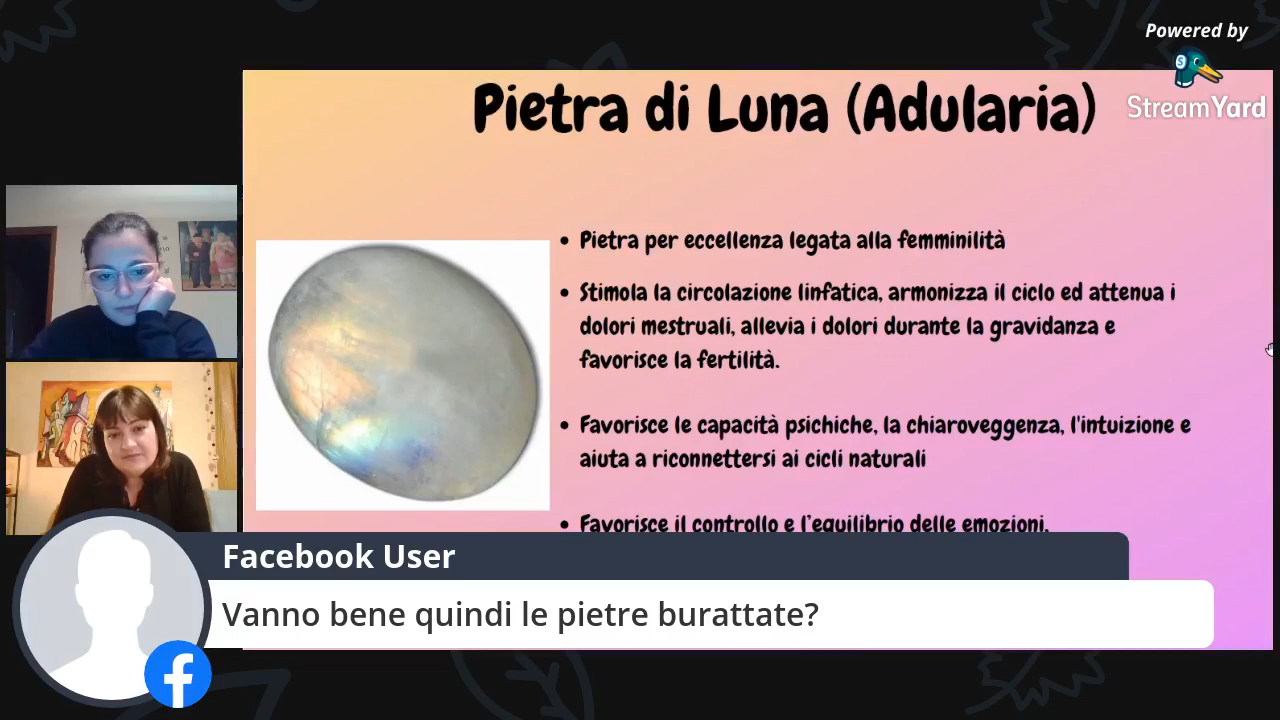 Powered by
StreamYard
Pietra di Luna (Adularia)
• Pietra per eccellenza legata alla femminilità
• Stimola la circolazione linfatica, armonizza il ciclo ed attenua i
dolori mestruali, allevia i dolori durante la gravidanza e
favorisce la fertilità.
• Favorisce le capacità psichiche, la chiaroveggenza, l'intuizione e
aiuta a riconnettersi ai cicli naturali
• Favorisce il controllo e l'equilibrio delle emozioni.
Facebook User
Vanno bene quindi le pietre burattate?